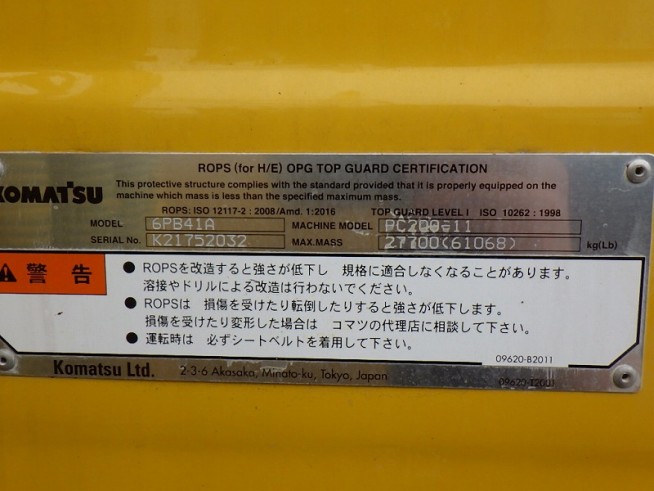 ROPS (for H/E) OPG TOP GUARD CERTIFICATION
KOMATSU
This protective structure complies with the standard provided that it is properly equipped on the
machine which mass is less than the specified maximum mass.
ROPS: ISO 12117-2 : 2008/Amd. 1:2016 TOP GUARD LEVEL I ISO 10262 : 1998
MODEL 6PB41A MACHINE MODEL PC200-11
SERIAL No. K21752032 MAX.MASS 27700(61068) kg(Lb)
警告
● ROPSを改造すると強さが低下し 規格に適合しなくなることがあります。
溶接やドリルによる改造は行わないでください。
● ROPSは 損傷を受けたり転倒したりすると強さが低下します。
損傷を受けたり変形した場合は コマツの代理店に相談して下さい。
● 運転時は 必ずシートベルトを着用して下さい。
09620-B2011
Komatsu Ltd. 2-3-6 Akasaka, Minato-ku, Tokyo, Japan